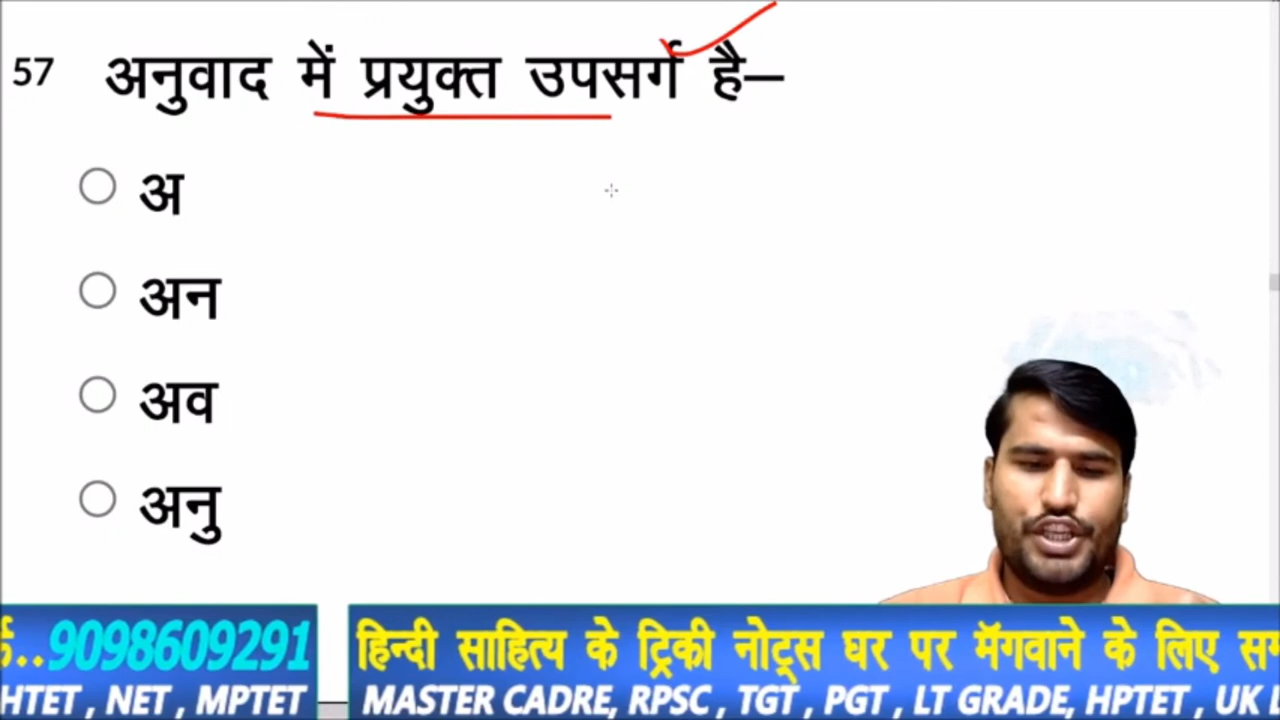 57 अनुवाद में प्रयुक्त उपसर्ग है–
अ
अन
अव
अनु
..9098609291 हिन्दी साहित्य के ट्रिकी नोट्स घर पर मॅगवाने के लिए
HTET , NET , MPTET MASTER CADRE, RPSC , TGT , PGT , LT GRADE, HPTET , UK